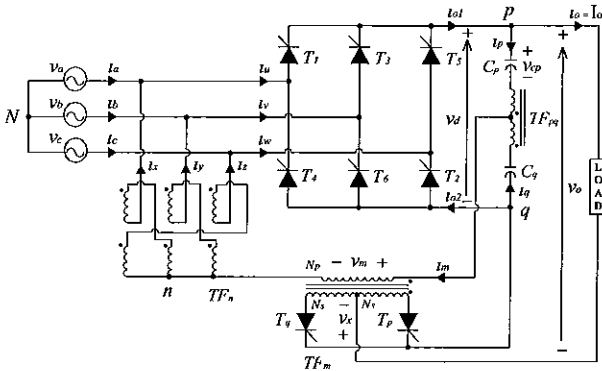 p
i_o1
i_o = I_o
v_a i_a i_u T_1 T_3 T_5 i_p + C_p v_cp −
N v_b i_b i_v v_d TF_pq v_o
v_c i_c i_w
i_x i_y i_z T_4 T_6 T_2 C_q i_q
LOAD
i_o2 q
n TF_n N_p − v_m + i_m
N_s − N_s
T_q v_x T_p
+
TF_m